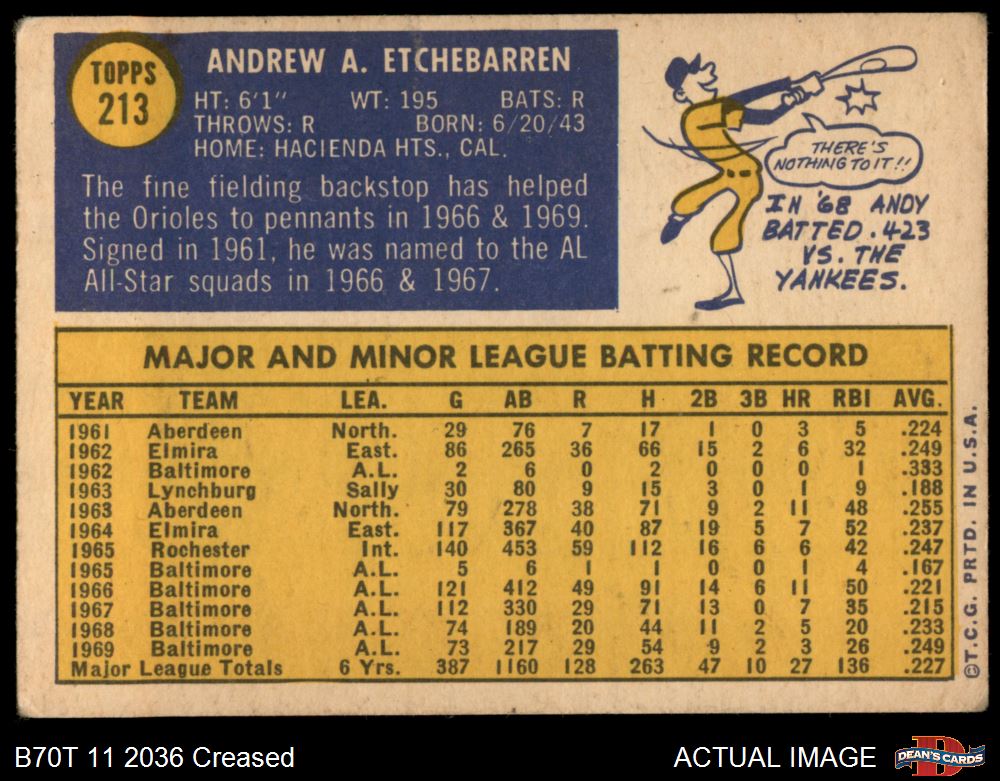 TOPPS
213
ANDREW A. ETCHEBARREN
HT: 6'1" WT: 195 BATS: R
THROWS: R BORN: 6/20/43
HOME: HACIENDA HTS., CAL.
The fine fielding backstop has helped
the Orioles to pennants in 1966 & 1969.
Signed in 1961, he was named to the AL
All-Star squads in 1966 & 1967.
THERE'S
NOTHING TO IT!!
IN '68 ANDY
BATTED .423
VS. THE
YANKEES.
MAJOR AND MINOR LEAGUE BATTING RECORD
YEAR TEAM LEA. G AB R H 2B 3B HR RBI AVG.
1961 Aberdeen North. 29 76 7 17 1 0 3 5 .224
1962 Elmira East. 86 265 36 66 15 2 6 32 .249
1962 Baltimore A.L. 2 6 0 2 0 0 0 1 .333
1963 Lynchburg Sally 30 80 9 15 3 0 1 9 .188
1963 Aberdeen North. 79 278 38 71 9 2 11 48 .255
1964 Elmira East. 117 367 40 87 19 5 7 52 .237
1965 Rochester Int. 140 453 59 112 16 6 6 42 .247
1965 Baltimore A.L. 5 6 1 1 0 0 1 4 .167
1966 Baltimore A.L. 121 412 49 91 14 6 11 50 .221
1967 Baltimore A.L. 112 330 29 71 13 0 7 35 .215
1968 Baltimore A.L. 74 189 20 44 11 2 5 20 .233
1969 Baltimore A.L. 73 217 29 54 9 2 3 26 .249
Major League Totals 6 Yrs. 387 1160 128 263 47 10 27 136 .227
©T.C.G. PRTD. IN U.S.A.
B70T 11 2036 Creased
ACTUAL IMAGE
D
DEAN'S CARDS